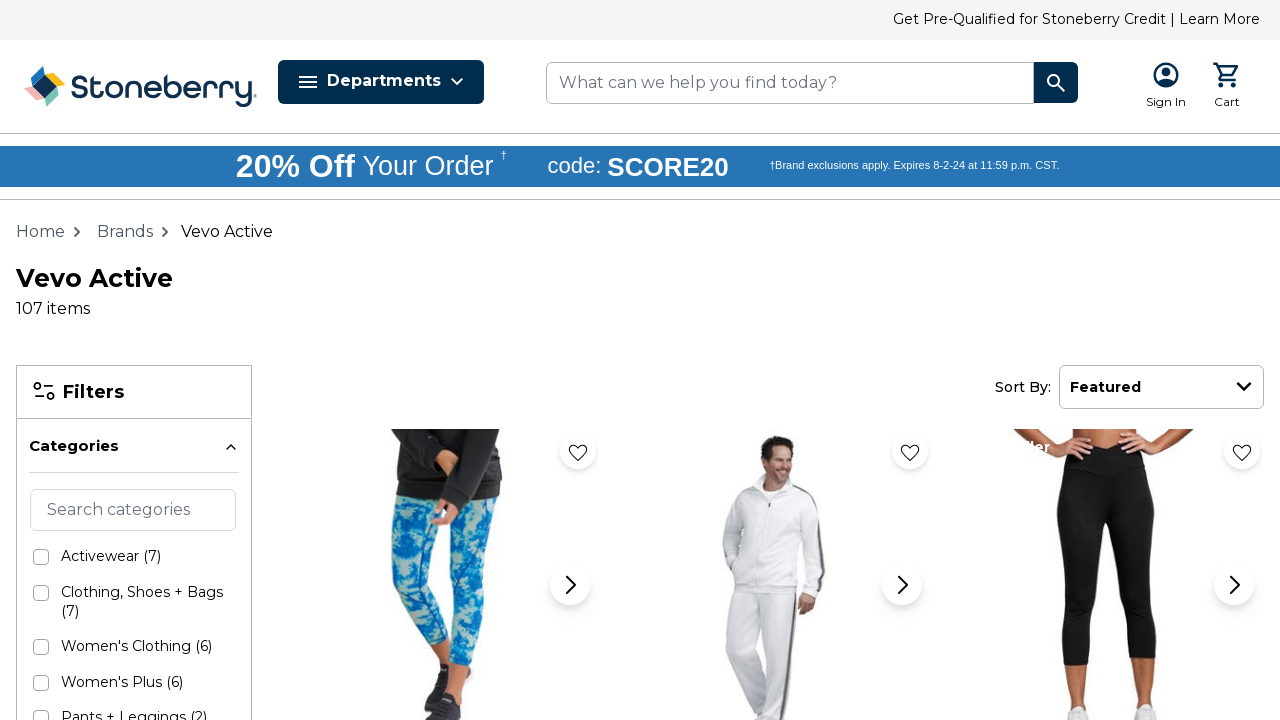 Get Pre-Qualified for Stoneberry Credit | Learn More
Stoneberry
Departments
What can we help you find today?
Sign In
Cart
20% Off Your Order † code: SCORE20 †Brand exclusions apply. Expires 8-2-24 at 11:59 p.m. CST.
Home > Brands > Vevo Active
Vevo Active
107 items
Filters
Sort By: Featured
Categories
Search categories
Activewear (7)
Clothing, Shoes + Bags
(7)
Women's Clothing (6)
Women's Plus (6)
Pants + Leggings (2)